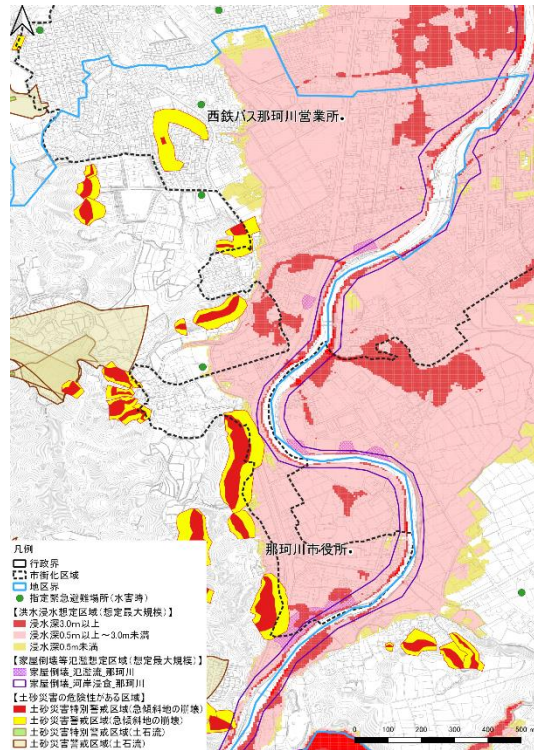 西鉄バス那珂川営業所
那珂川市役所
凡例
行政界
市街化区域
地区界
指定緊急避難場所(水害時)
【洪水浸水想定区域(想定最大規模)】
浸水深3.0m以上
浸水深0.5m以上~3.0m未満
浸水深0.5m未満
【家屋倒壊等氾濫想定区域(想定最大規模)】
家屋倒壊_氾濫流_那珂川
家屋倒壊_河岸浸食_那珂川
【土砂災害の危険性がある区域】
土砂災害特別警戒区域(急傾斜地の崩壊)
土砂災害警戒区域(急傾斜地の崩壊)
土砂災害特別警戒区域(土石流)
土砂災害警戒区域(土石流)
0 100 200 300 400 500 m